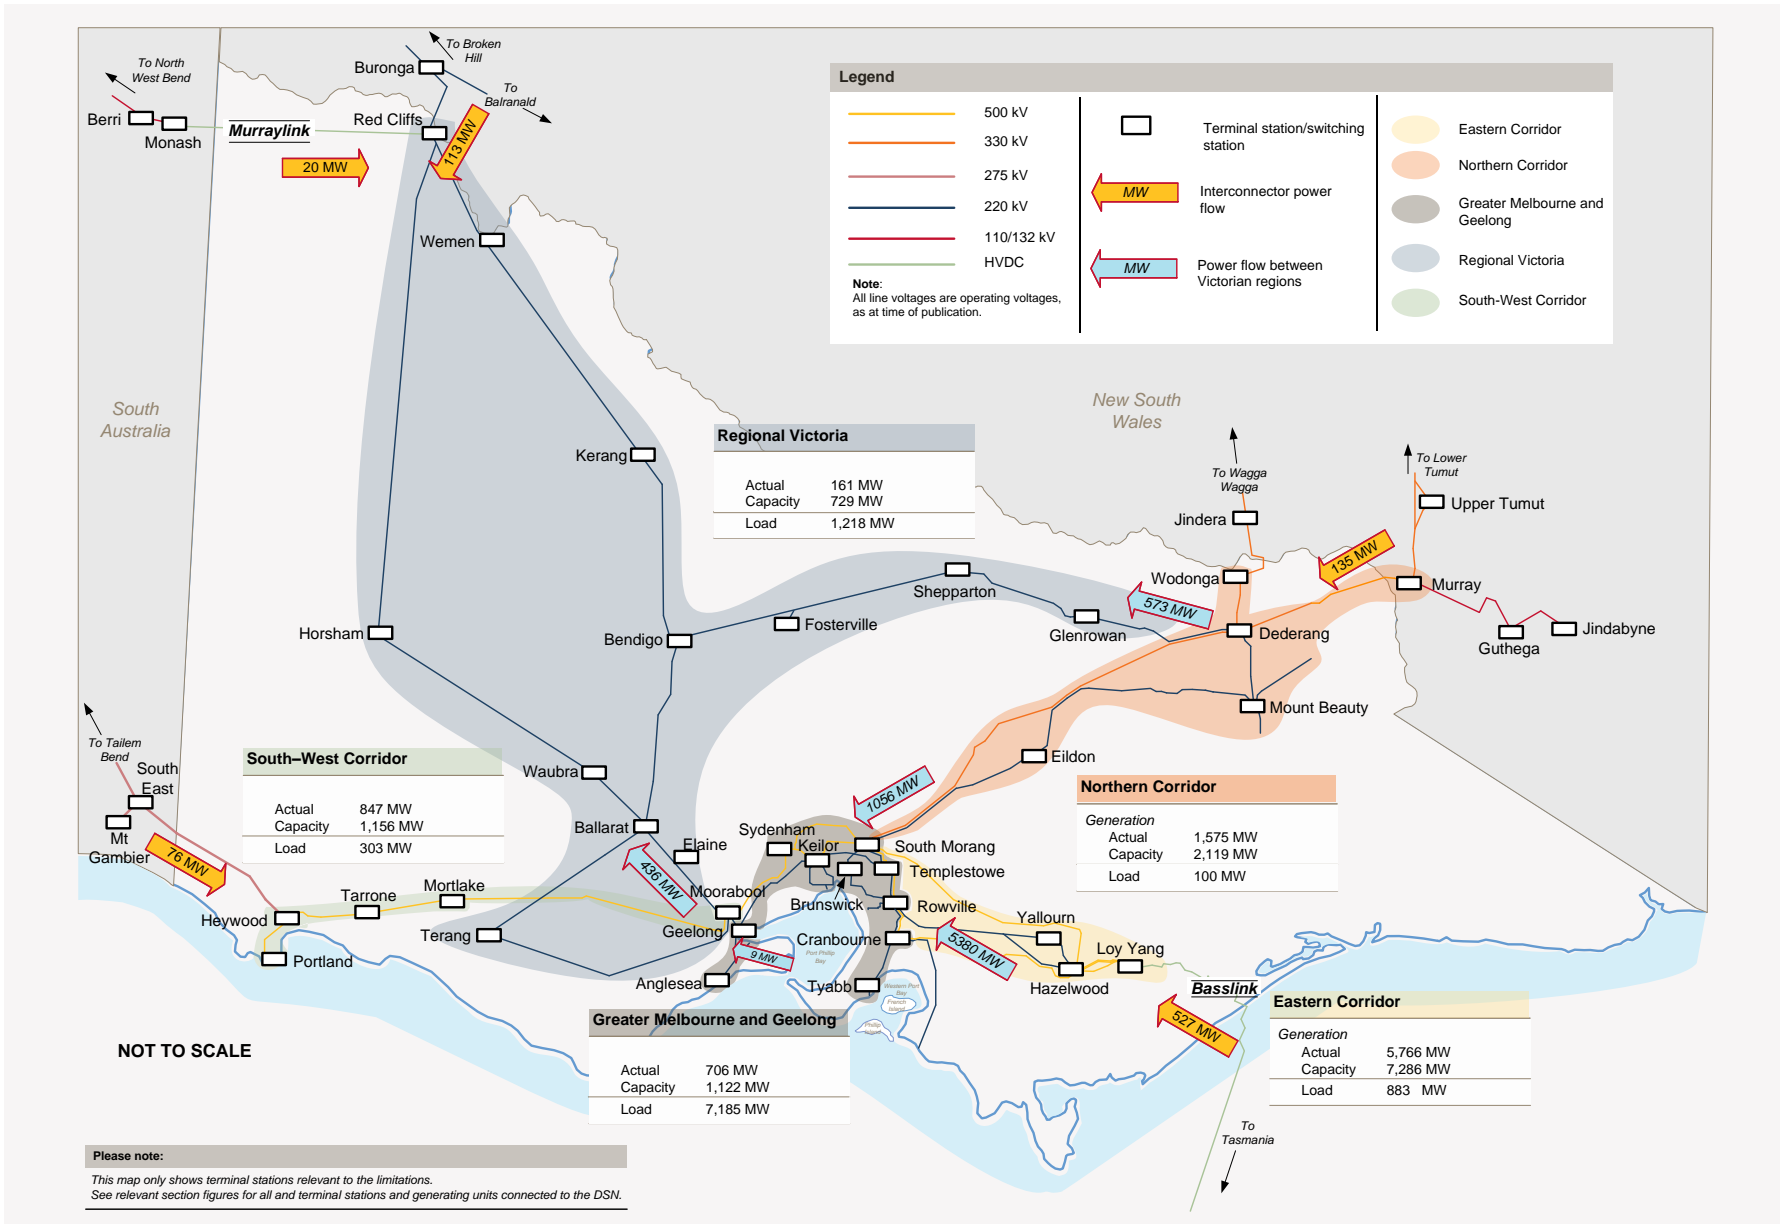 To Broken
Hill
Buronga
To North
West Bend
To
Balranald
Berri
Monash
Murraylink
Red Cliffs
113 MW
20 MW
Wemen
Legend
500 kV
330 kV
275 kV
220 kV
110/132 kV
HVDC
Note:
All line voltages are operating voltages,
as at time of publication.
Terminal station/switching
station
MW
Interconnector power
flow
MW
Power flow between
Victorian regions
Eastern Corridor
Northern Corridor
Greater Melbourne and
Geelong
Regional Victoria
South-West Corridor
South
Australia
New South
Wales
Kerang
Regional Victoria
Actual 161 MW
Capacity 729 MW
Load 1,218 MW
To Wagga
Wagga
To Lower
Tumut
Jindera
Upper Tumut
135 MW
Wodonga
Murray
Shepparton
573 MW
Fosterville
Glenrowan
Dederang
Guthega
Jindabyne
Horsham
Bendigo
Mount Beauty
Eildon
To Tailem
Bend
South
East
Mt
Gambier
76 MW
South–West Corridor
Actual 847 MW
Capacity 1,156 MW
Load 303 MW
Waubra
Ballarat
Elaine
436 MW
Moorabool
1056 MW
Sydenham
Keilor
South Morang
Templestowe
Brunswick
Rowville
Northern Corridor
Generation
Actual 1,575 MW
Capacity 2,119 MW
Load 100 MW
Heywood
Tarrone
Mortlake
Portland
Terang
Geelong
Anglesea
9 MW
Port Philip
Bay
Cranbourne
Tyabb
Western Port
Bay
French
Island
Phillip
Island
5380 MW
Yallourn
Loy Yang
Hazelwood
Basslink
527 MW
Eastern Corridor
Generation
Actual 5,766 MW
Capacity 7,286 MW
Load 883 MW
Greater Melbourne and Geelong
Actual 706 MW
Capacity 1,122 MW
Load 7,185 MW
NOT TO SCALE
To
Tasmania
Please note:
This map only shows terminal stations relevant to the limitations.
See relevant section figures for all and terminal stations and generating units connected to the DSN.